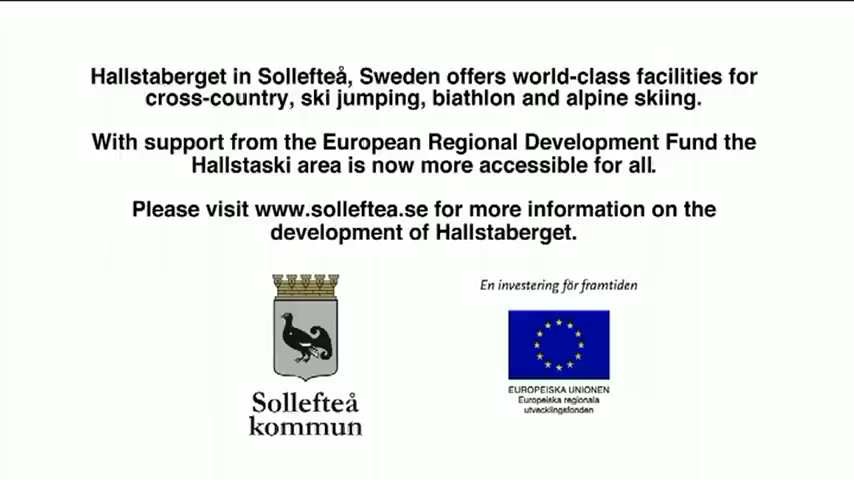 Hallstaberget in Sollefteå, Sweden offers world-class facilities for
cross-country, ski jumping, biathlon and alpine skiing.
With support from the European Regional Development Fund the
Hallstaski area is now more accessible for all.
Please visit www.solleftea.se for more information on the
development of Hallstaberget.
En investering för framtiden
Sollefteå
kommun
EUROPEISKA UNIONEN
Europeiska regionala
utvecklingsfonden